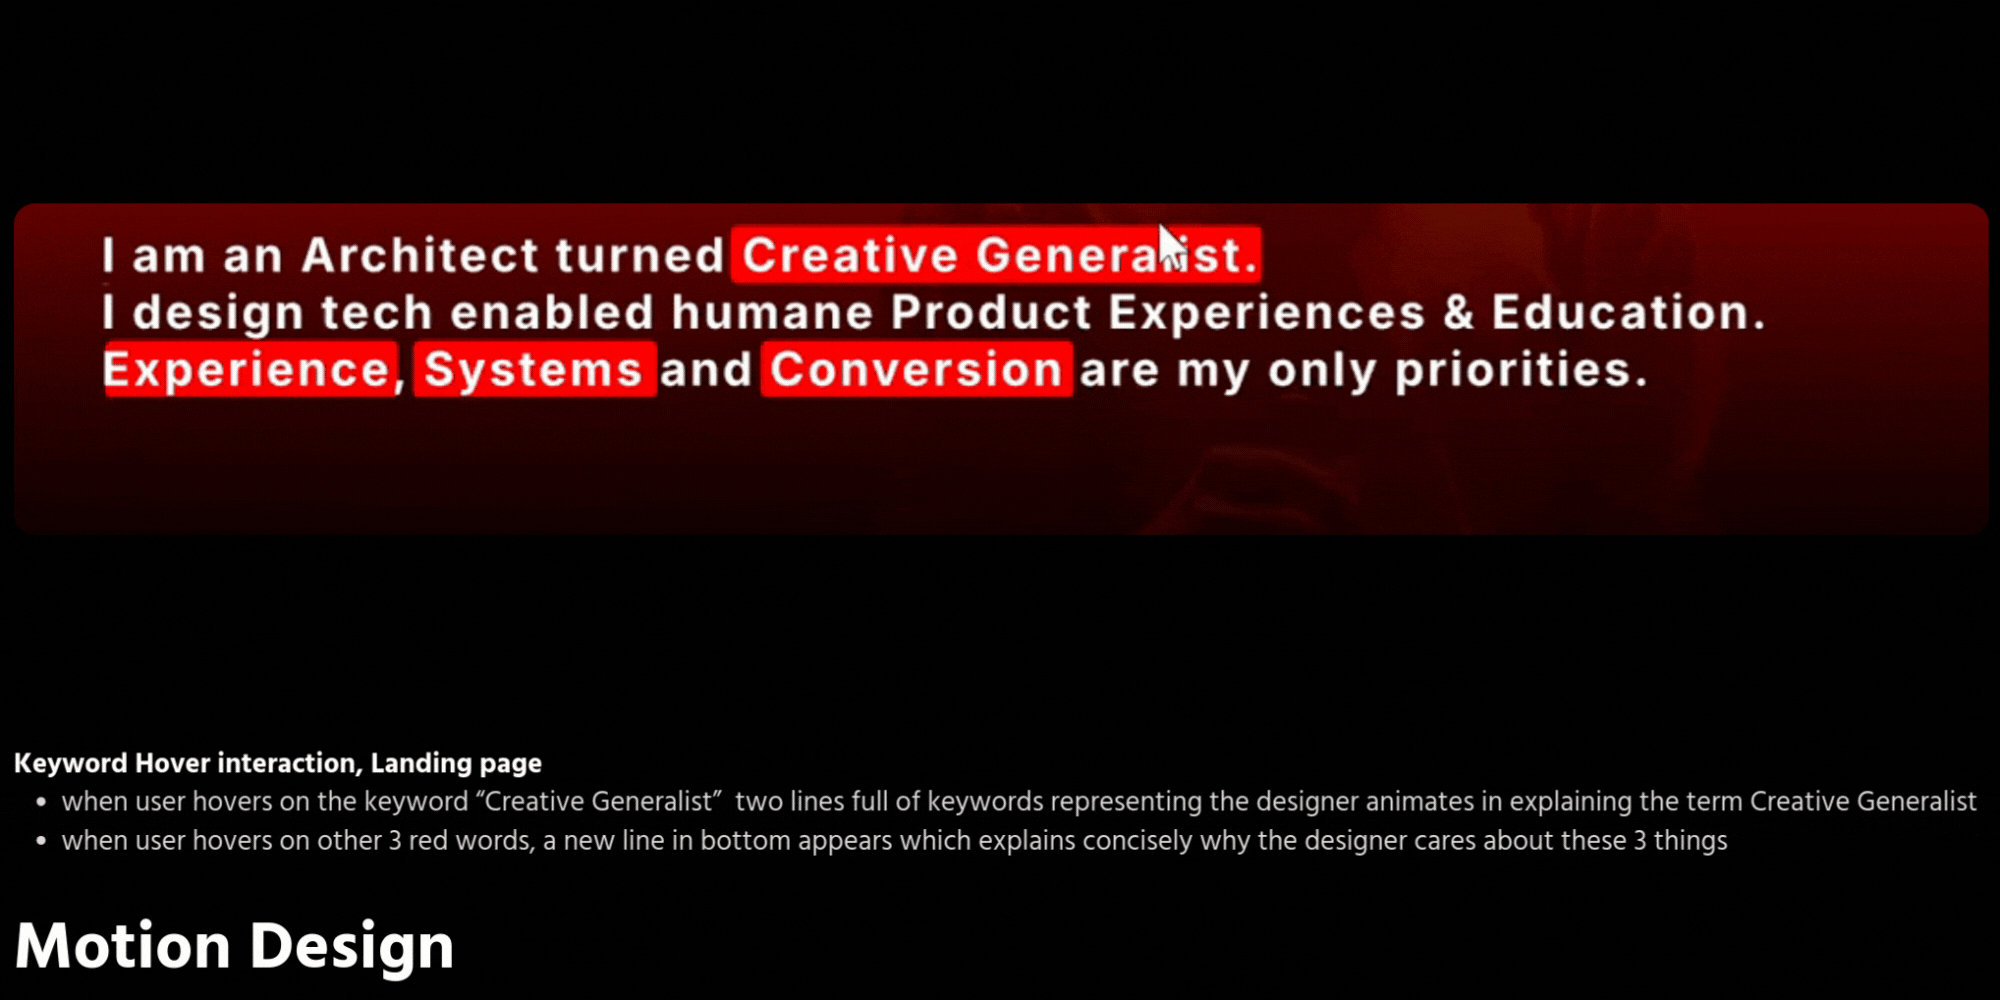 I am an Architect turned Creative Generalist.
I design tech enabled humane Product Experiences & Education.
Experience, Systems and Conversion are my only priorities.
Keyword Hover interaction, Landing page
• when user hovers on the keyword “Creative Generalist”  two lines full of keywords representing the designer animates in explaining the term Creative Generalist
• when user hovers on other 3 red words, a new line in bottom appears which explains concisely why the designer cares about these 3 things
Motion Design